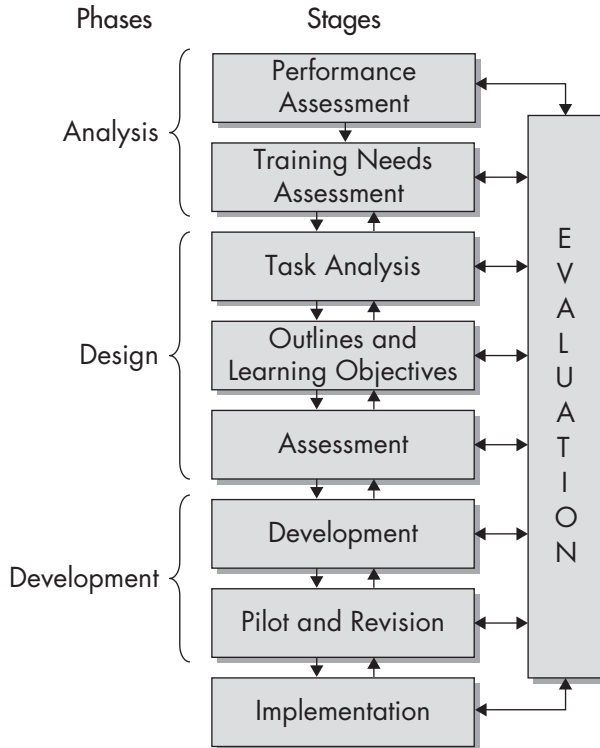 Phases
Stages
Analysis
Performance
Assessment
Training Needs
Assessment
Design
Task Analysis
Outlines and
Learning Objectives
Assessment
Development
Development
Pilot and Revision
Implementation
E
V
A
L
U
A
T
I
O
N